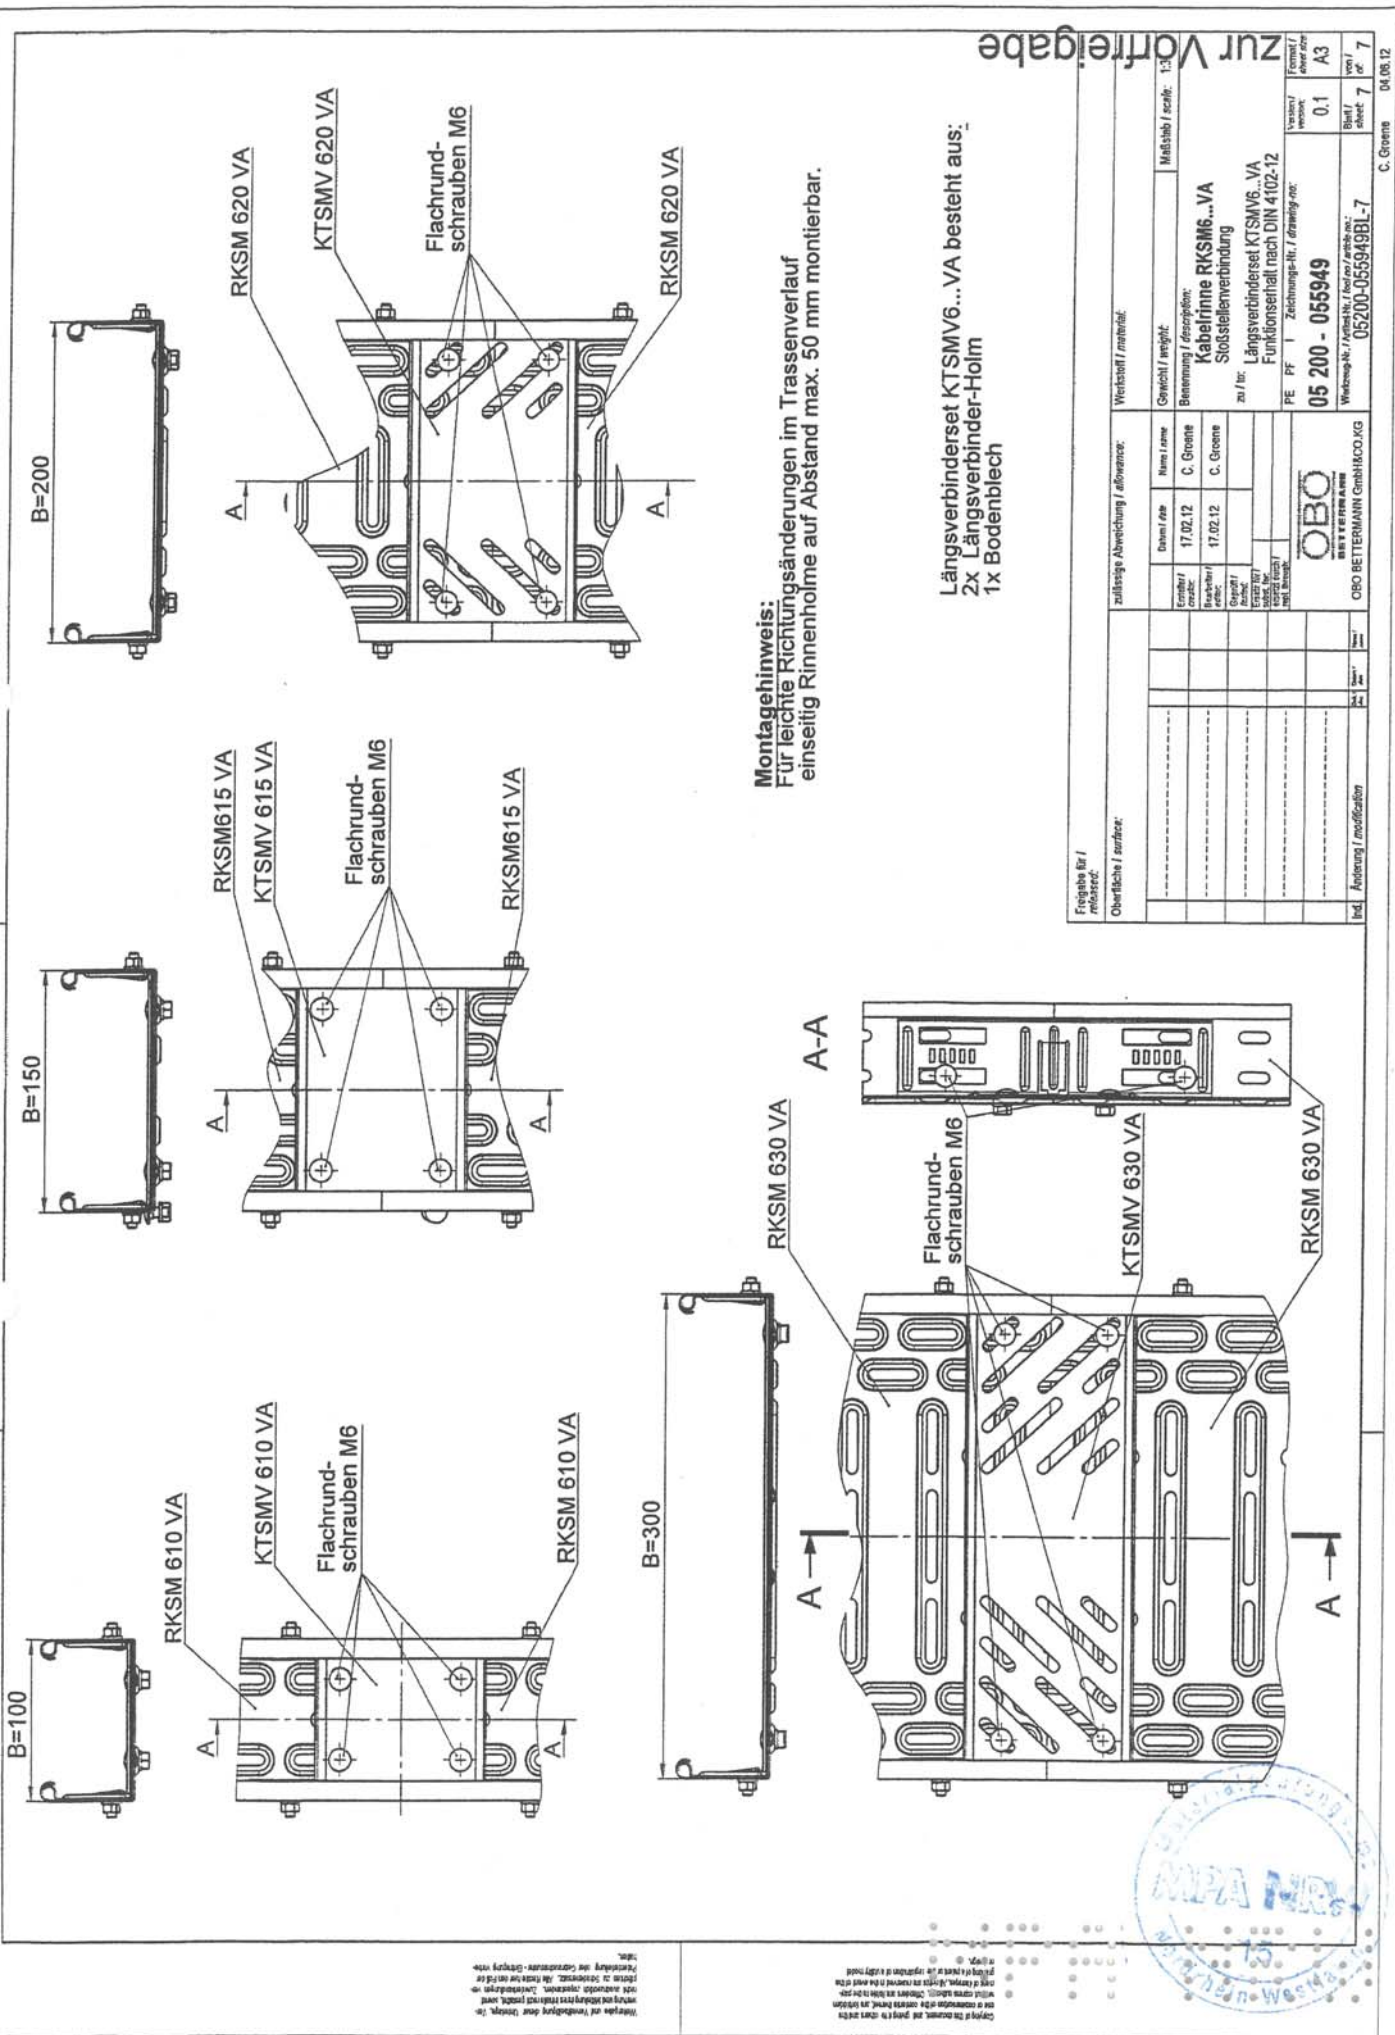 B=100
RKSM 610 VA
KTSMV 610 VA
Flachrund-
schrauben M6
RKSM 610 VA
A
A
B=150
RKSM615 VA
KTSMV 615 VA
Flachrund-
schrauben M6
RKSM615 VA
A
A
B=200
RKSM 620 VA
KTSMV 620 VA
Flachrund-
schrauben M6
RKSM 620 VA
A
A
B=300
RKSM 630 VA
Flachrund-
schrauben M6
KTSMV 630 VA
RKSM 630 VA
A
A
A-A
Montagehinweis:
Für leichte Richtungsänderungen im Trassenverlauf
einseitig Rinnenholme auf Abstand max. 50 mm montierbar.
Längsverbinderset KTSMV6...VA besteht aus:
2x Längsverbinder-Holm
1x Bodenblech
zur Vorfreigabe
Freigabe für /
released:
Oberfläche / surface:
zulässige Abweichung / allowance:
Werkstoff / material:
Maßstab / scale: 1:3
Gewicht / weight:
Datum / date
Name / name
Ersteller /
17.02.12
C. Groene
Bearbeiter /
17.02.12
C. Groene
Geprüft /
Benennung / description:
Kabelrinne RKSM6...VA
Stoßstellenverbindung
zu / to:
Längsverbinderset KTSMV6...VA
Funktionserhalt nach DIN 4102-12
PE PF I Zeichnungs-Nr. / drawing-no:
05 200 - 055949
Version /
version:
0.1
Format /
sheet size
A3
OBO
BETTERMANN
OBO BETTERMANN GmbH&CO.KG
05200-055949BL-7
Blatt /
sheet: 7
von /
of: 7
Ind. Änderung / modification
C. Groene 04.06.12
MPA NRW
15